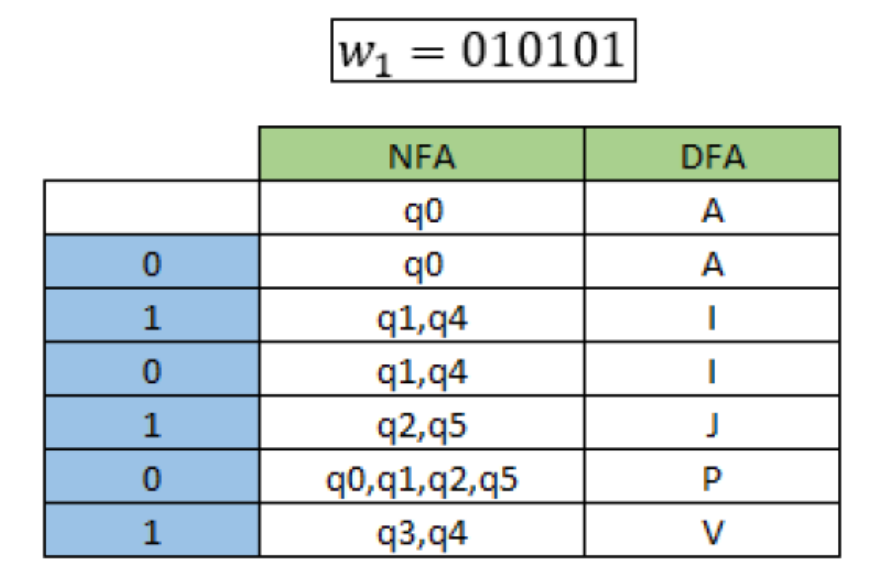 w₁ = 010101
NFA DFA
q0 A
0 q0 A
1 q1,q4 I
0 q1,q4 I
1 q2,q5 J
0 q0,q1,q2,q5 P
1 q3,q4 V